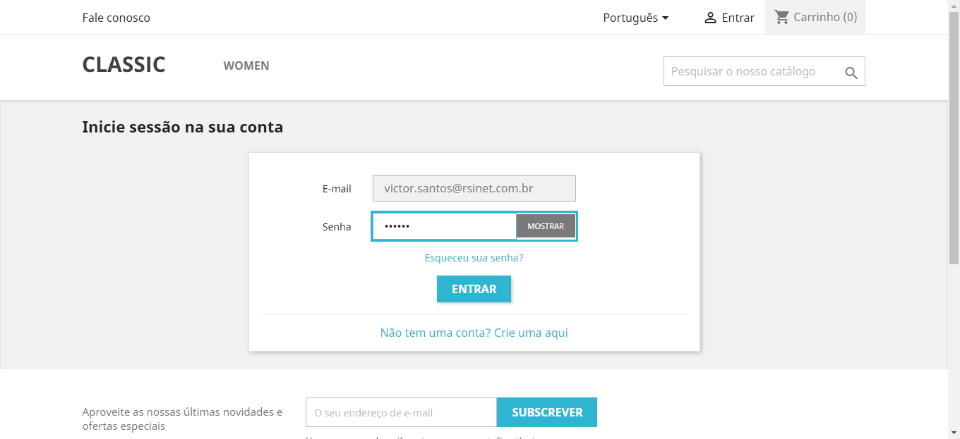 Fale conosco
Português
Entrar
Carrinho (0)
CLASSIC
WOMEN
Pesquisar o nosso catálogo
Inicie sessão na sua conta
E-mail
victor.santos@rsinet.com.br
Senha
••••••
MOSTRAR
Esqueceu sua senha?
ENTRAR
Não tem uma conta? Crie uma aqui
Aproveite as nossas últimas novidades e
ofertas especiais
O seu endereço de e-mail
SUBSCREVER